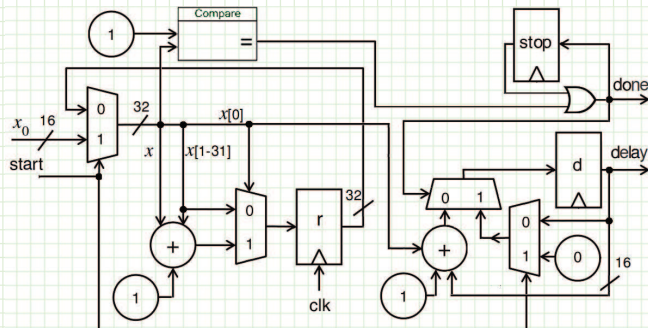 Compare
1
=
stop
done
0
1
32
x[0]
x₀
16
start
x
x[1-31]
0
1
r
32
+
1
clk
d
delay
0 1
0
1
0
+
1
16